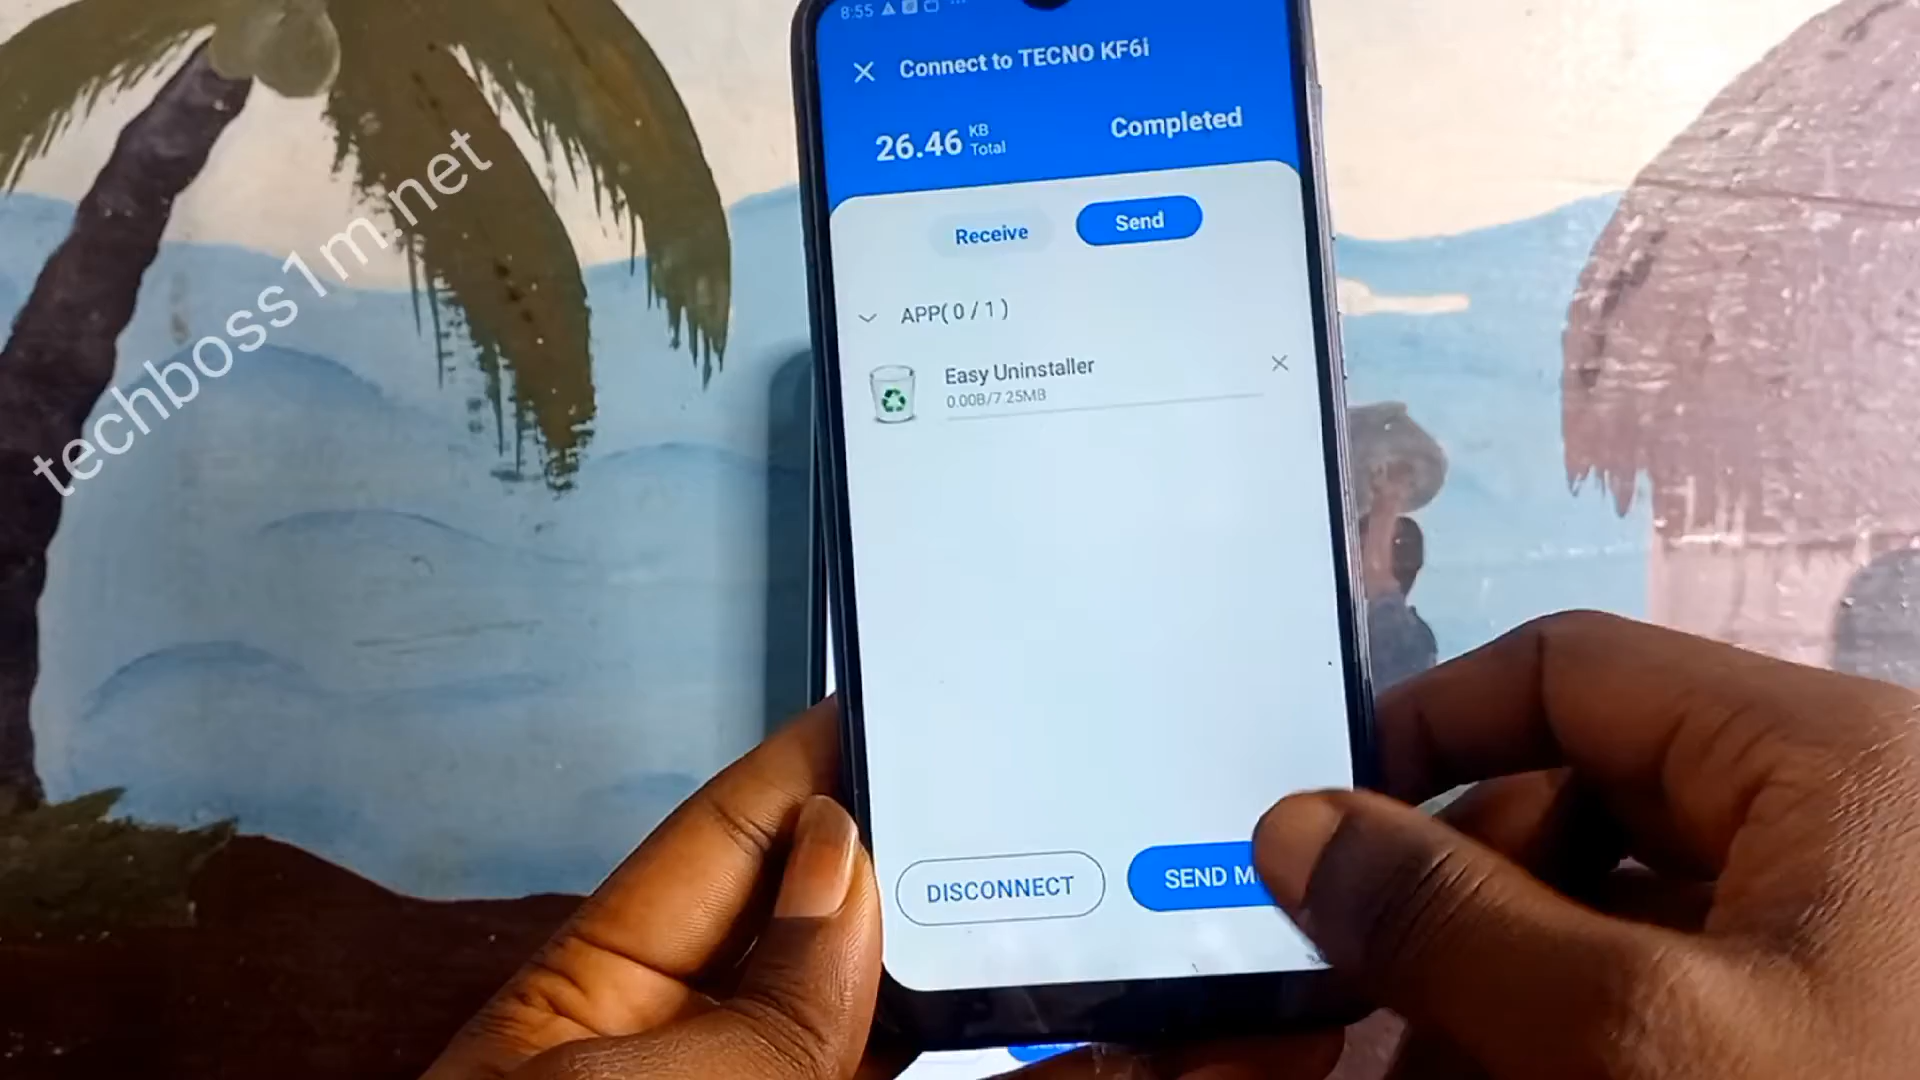 8:55
Connect to TECNO KF6i
26.46 KB Total
Completed
Receive
Send
APP( 0 / 1 )
Easy Uninstaller
0.00B/7.25MB
DISCONNECT
SEND M
techboss1m.net